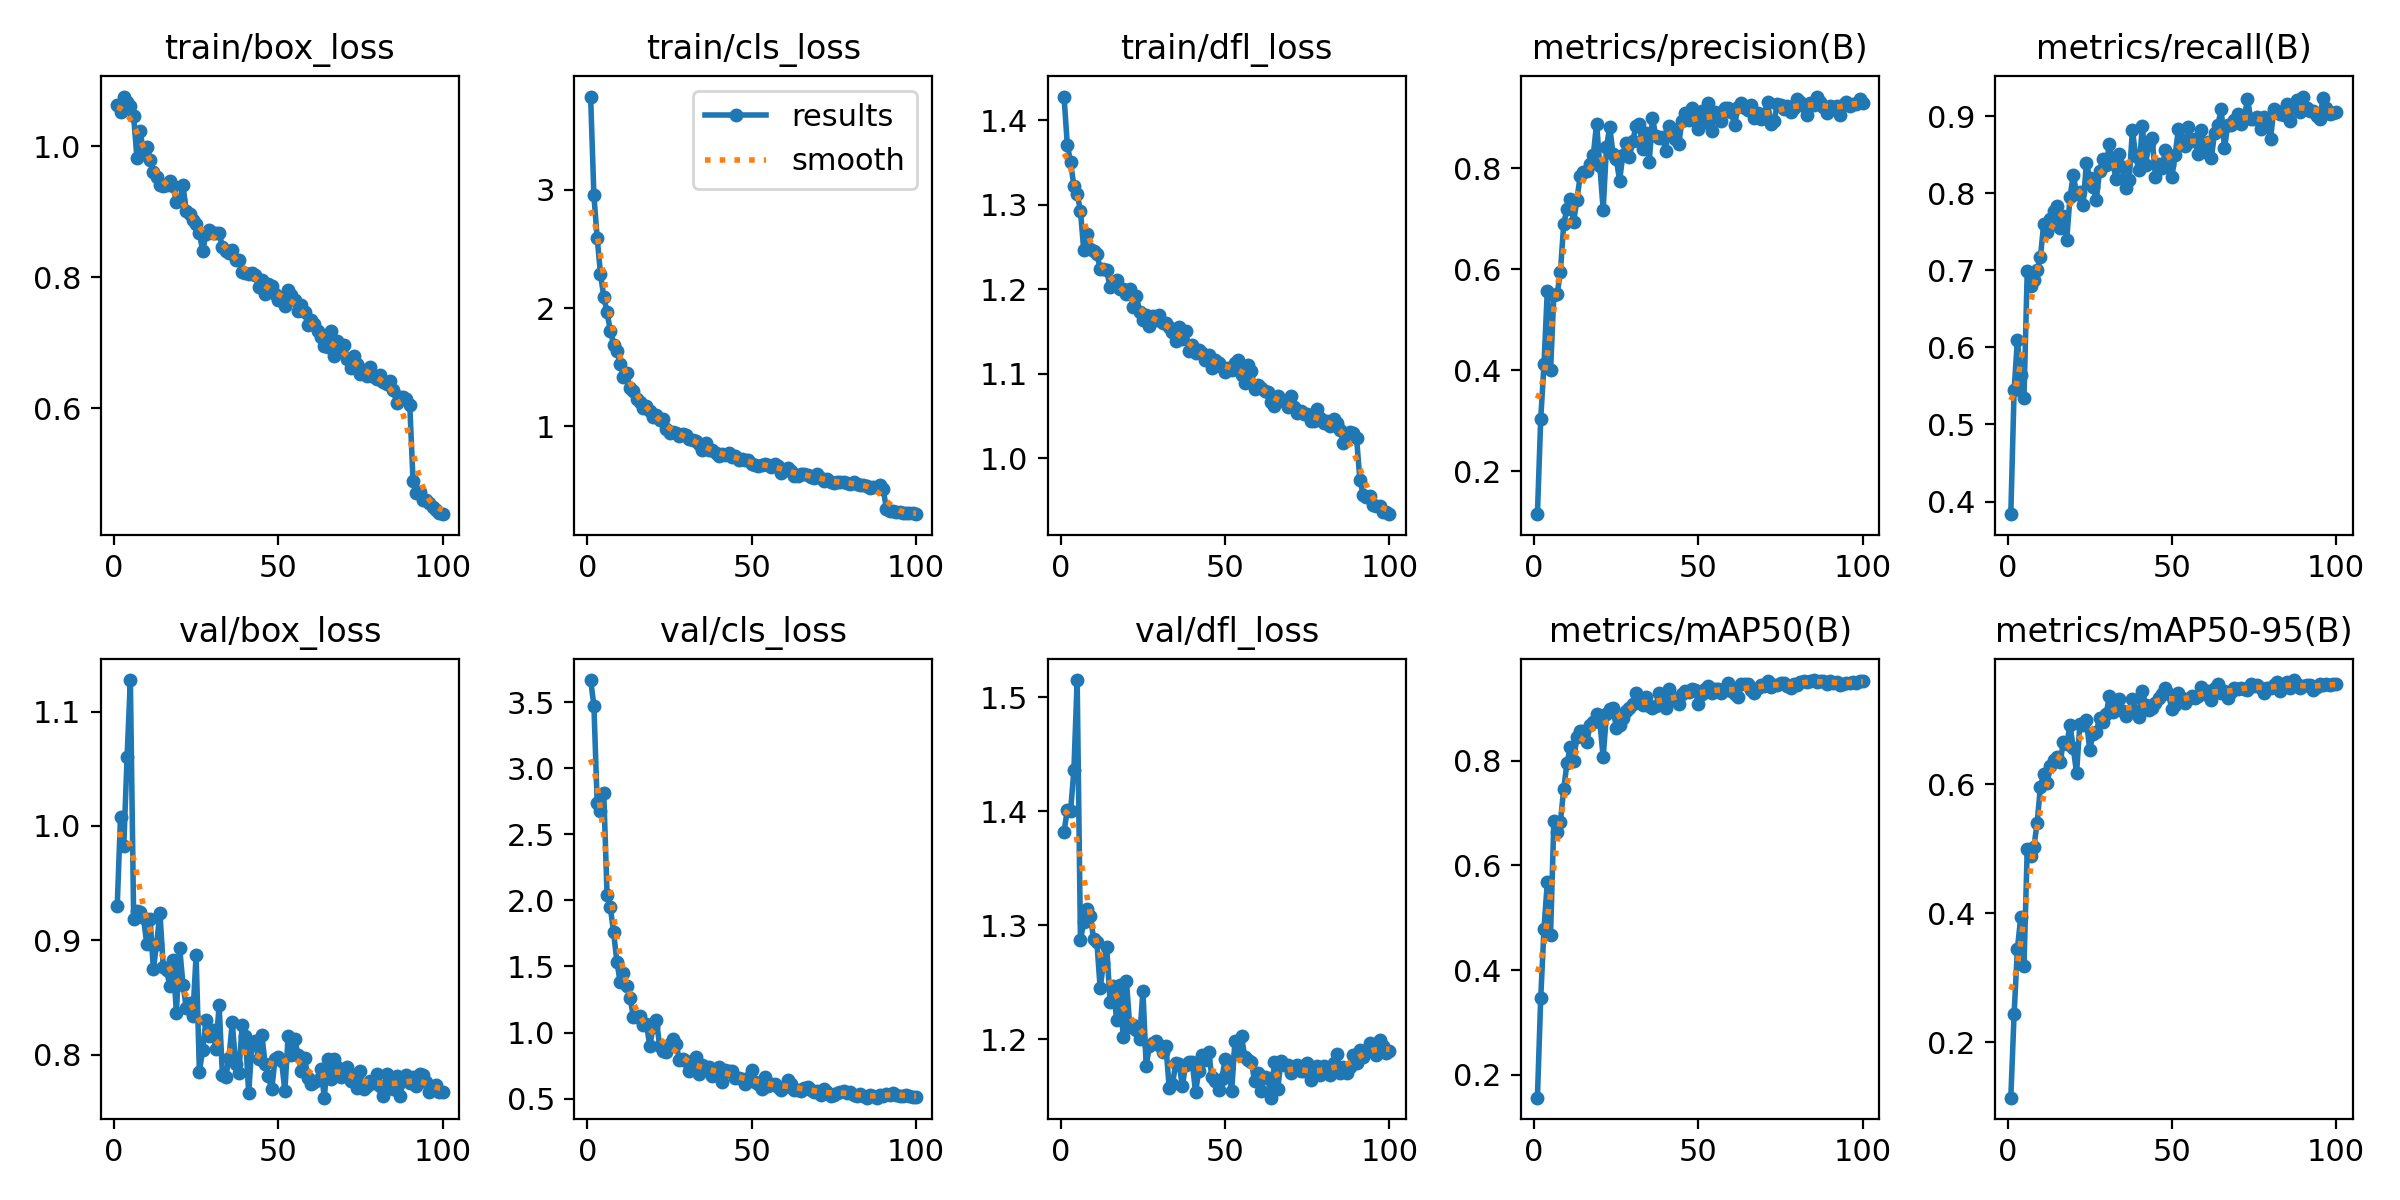 train/box_loss
train/cls_loss
train/dfl_loss
metrics/precision(B)
metrics/recall(B)
1.0
0.8
0.6
0 50 100
results
smooth
3
2
1
0 50 100
1.4
1.3
1.2
1.1
1.0
0 50 100
0.8
0.6
0.4
0.2
0 50 100
0.9
0.8
0.7
0.6
0.5
0.4
0 50 100
val/box_loss
val/cls_loss
val/dfl_loss
metrics/mAP50(B)
metrics/mAP50-95(B)
1.1
1.0
0.9
0.8
0 50 100
3.5
3.0
2.5
2.0
1.5
1.0
0.5
0 50 100
1.5
1.4
1.3
1.2
0 50 100
0.8
0.6
0.4
0.2
0 50 100
0.6
0.4
0.2
0 50 100